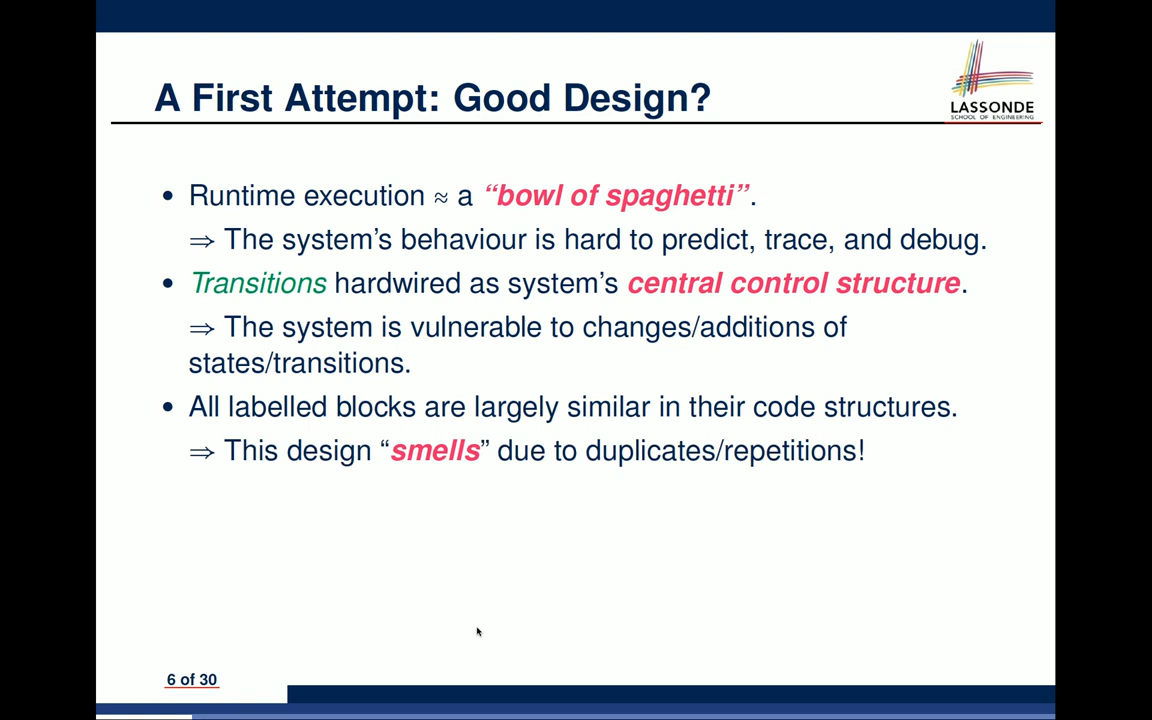 A First Attempt: Good Design?
LASSONDE
SCHOOL OF ENGINEERING
• Runtime execution ≈ a “bowl of spaghetti”.
⇒ The system’s behaviour is hard to predict, trace, and debug.
• Transitions hardwired as system’s central control structure.
⇒ The system is vulnerable to changes/additions of
states/transitions.
• All labelled blocks are largely similar in their code structures.
⇒ This design “smells” due to duplicates/repetitions!
6 of 30